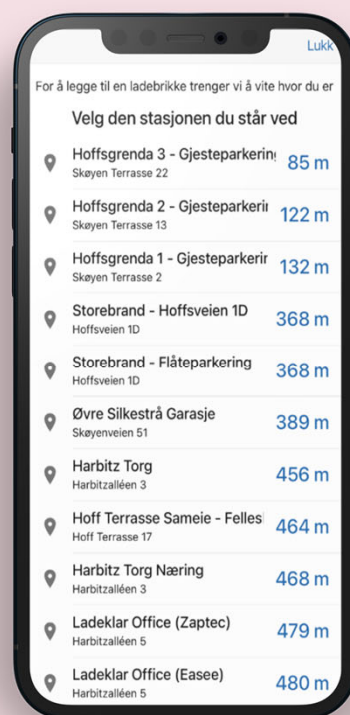 Lukk
For å legge til en ladebrikke trenger vi å vite hvor du er
Velg den stasjonen du står ved
Hoffsgrenda 3 - Gjesteparkering
85 m
Skøyen Terrasse 22
Hoffsgrenda 2 - Gjesteparkerir
122 m
Skøyen Terrasse 13
Hoffsgrenda 1 - Gjesteparkerir
132 m
Skøyen Terrasse 2
Storebrand - Hoffsveien 1D
368 m
Hoffsveien 1D
Storebrand - Flåteparkering
368 m
Hoffsveien 1D
Øvre Silkestrå Garasje
389 m
Skøyenveien 51
Harbitz Torg
456 m
Harbitzalléen 3
Hoff Terrasse Sameie - Felles
464 m
Hoff Terrasse 17
Harbitz Torg Næring
468 m
Harbitzalléen 3
Ladeklar Office (Zaptec)
479 m
Harbitzalléen 5
Ladeklar Office (Easee)
480 m
Harbitzalléen 5